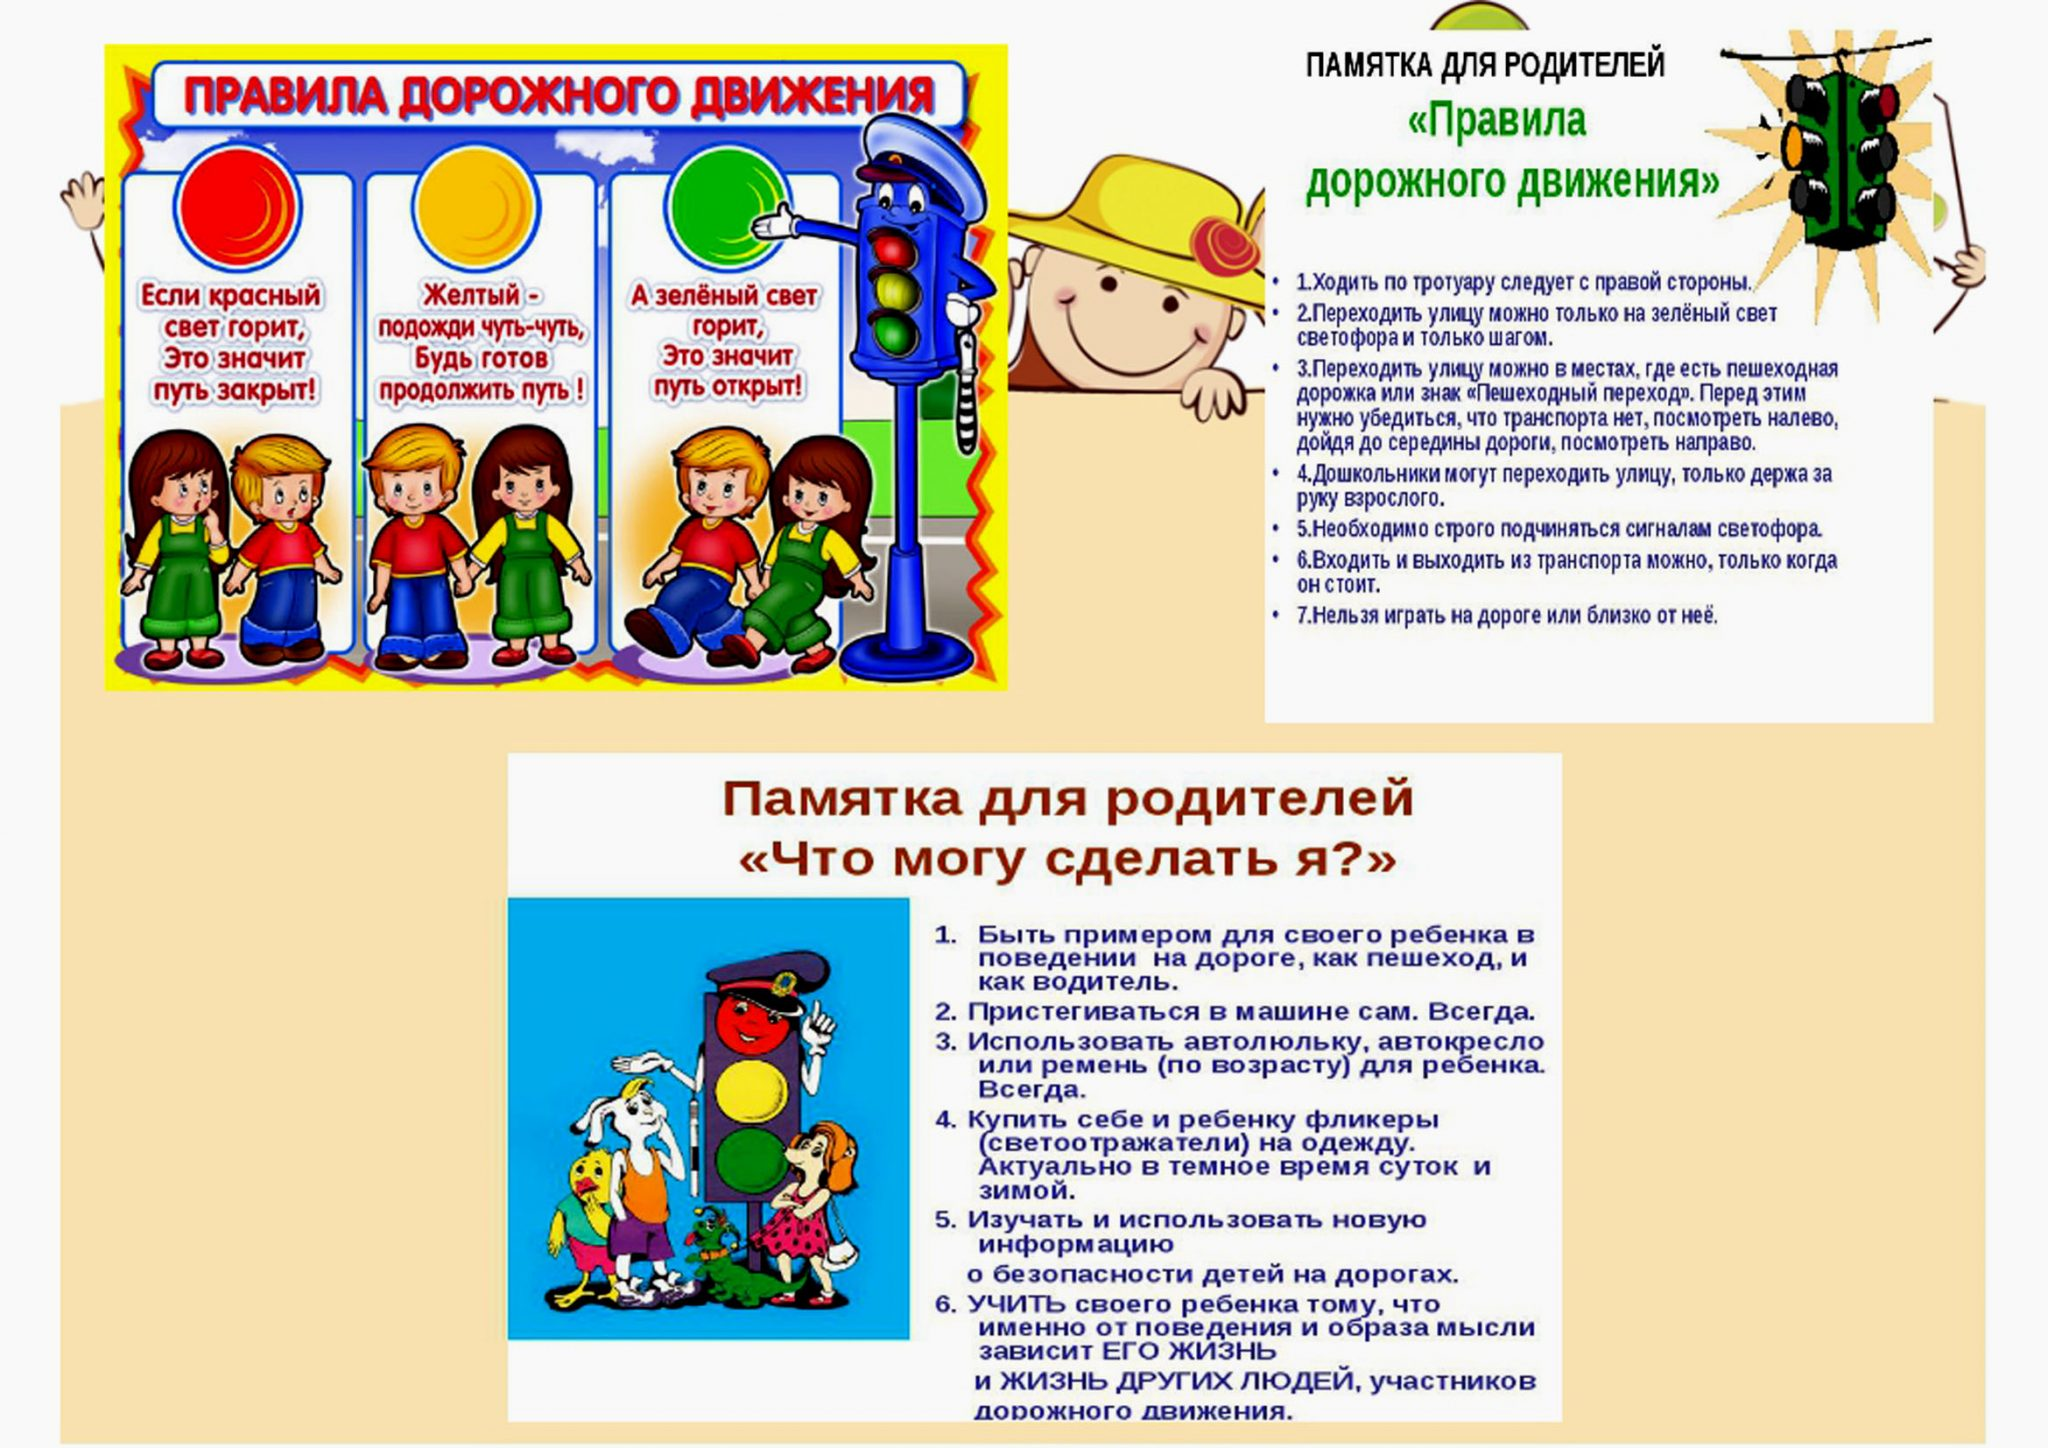 ПРАВИЛА ДОРОЖНОГО ДВИЖЕНИЯ
Если красный
свет горит,
Это значит
путь закрыт!
Желтый -
подожди чуть-чуть,
Будь готов
продолжить путь !
А зелёный свет
горит,
Это значит
путь открыт!
ПАМЯТКА ДЛЯ РОДИТЕЛЕЙ
«Правила
дорожного движения»
• 1.Ходить по тротуару следует с правой стороны.
• 2.Переходить улицу можно только на зелёный свет
светофора и только шагом.
• 3.Переходить улицу можно в местах, где есть пешеходная
дорожка или знак «Пешеходный переход». Перед этим
нужно убедиться, что транспорта нет, посмотреть налево,
дойдя до середины дороги, посмотреть направо.
• 4.Дошкольники могут переходить улицу, только держа за
руку взрослого.
• 5.Необходимо строго подчиняться сигналам светофора.
• 6.Входить и выходить из транспорта можно, только когда
он стоит.
• 7.Нельзя играть на дороге или близко от неё.
Памятка для родителей
«Что могу сделать я?»
1. Быть примером для своего ребенка в
поведении на дороге, как пешеход, и
как водитель.
2. Пристегиваться в машине сам. Всегда.
3. Использовать автолюльку, автокресло
или ремень (по возрасту) для ребенка.
Всегда.
4. Купить себе и ребенку фликеры
(светоотражатели) на одежду.
Актуально в темное время суток и
зимой.
5. Изучать и использовать новую
информацию
о безопасности детей на дорогах.
6. УЧИТЬ своего ребенка тому, что
именно от поведения и образа мысли
зависит ЕГО ЖИЗНЬ
и ЖИЗНЬ ДРУГИХ ЛЮДЕЙ, участников
дорожного движения.